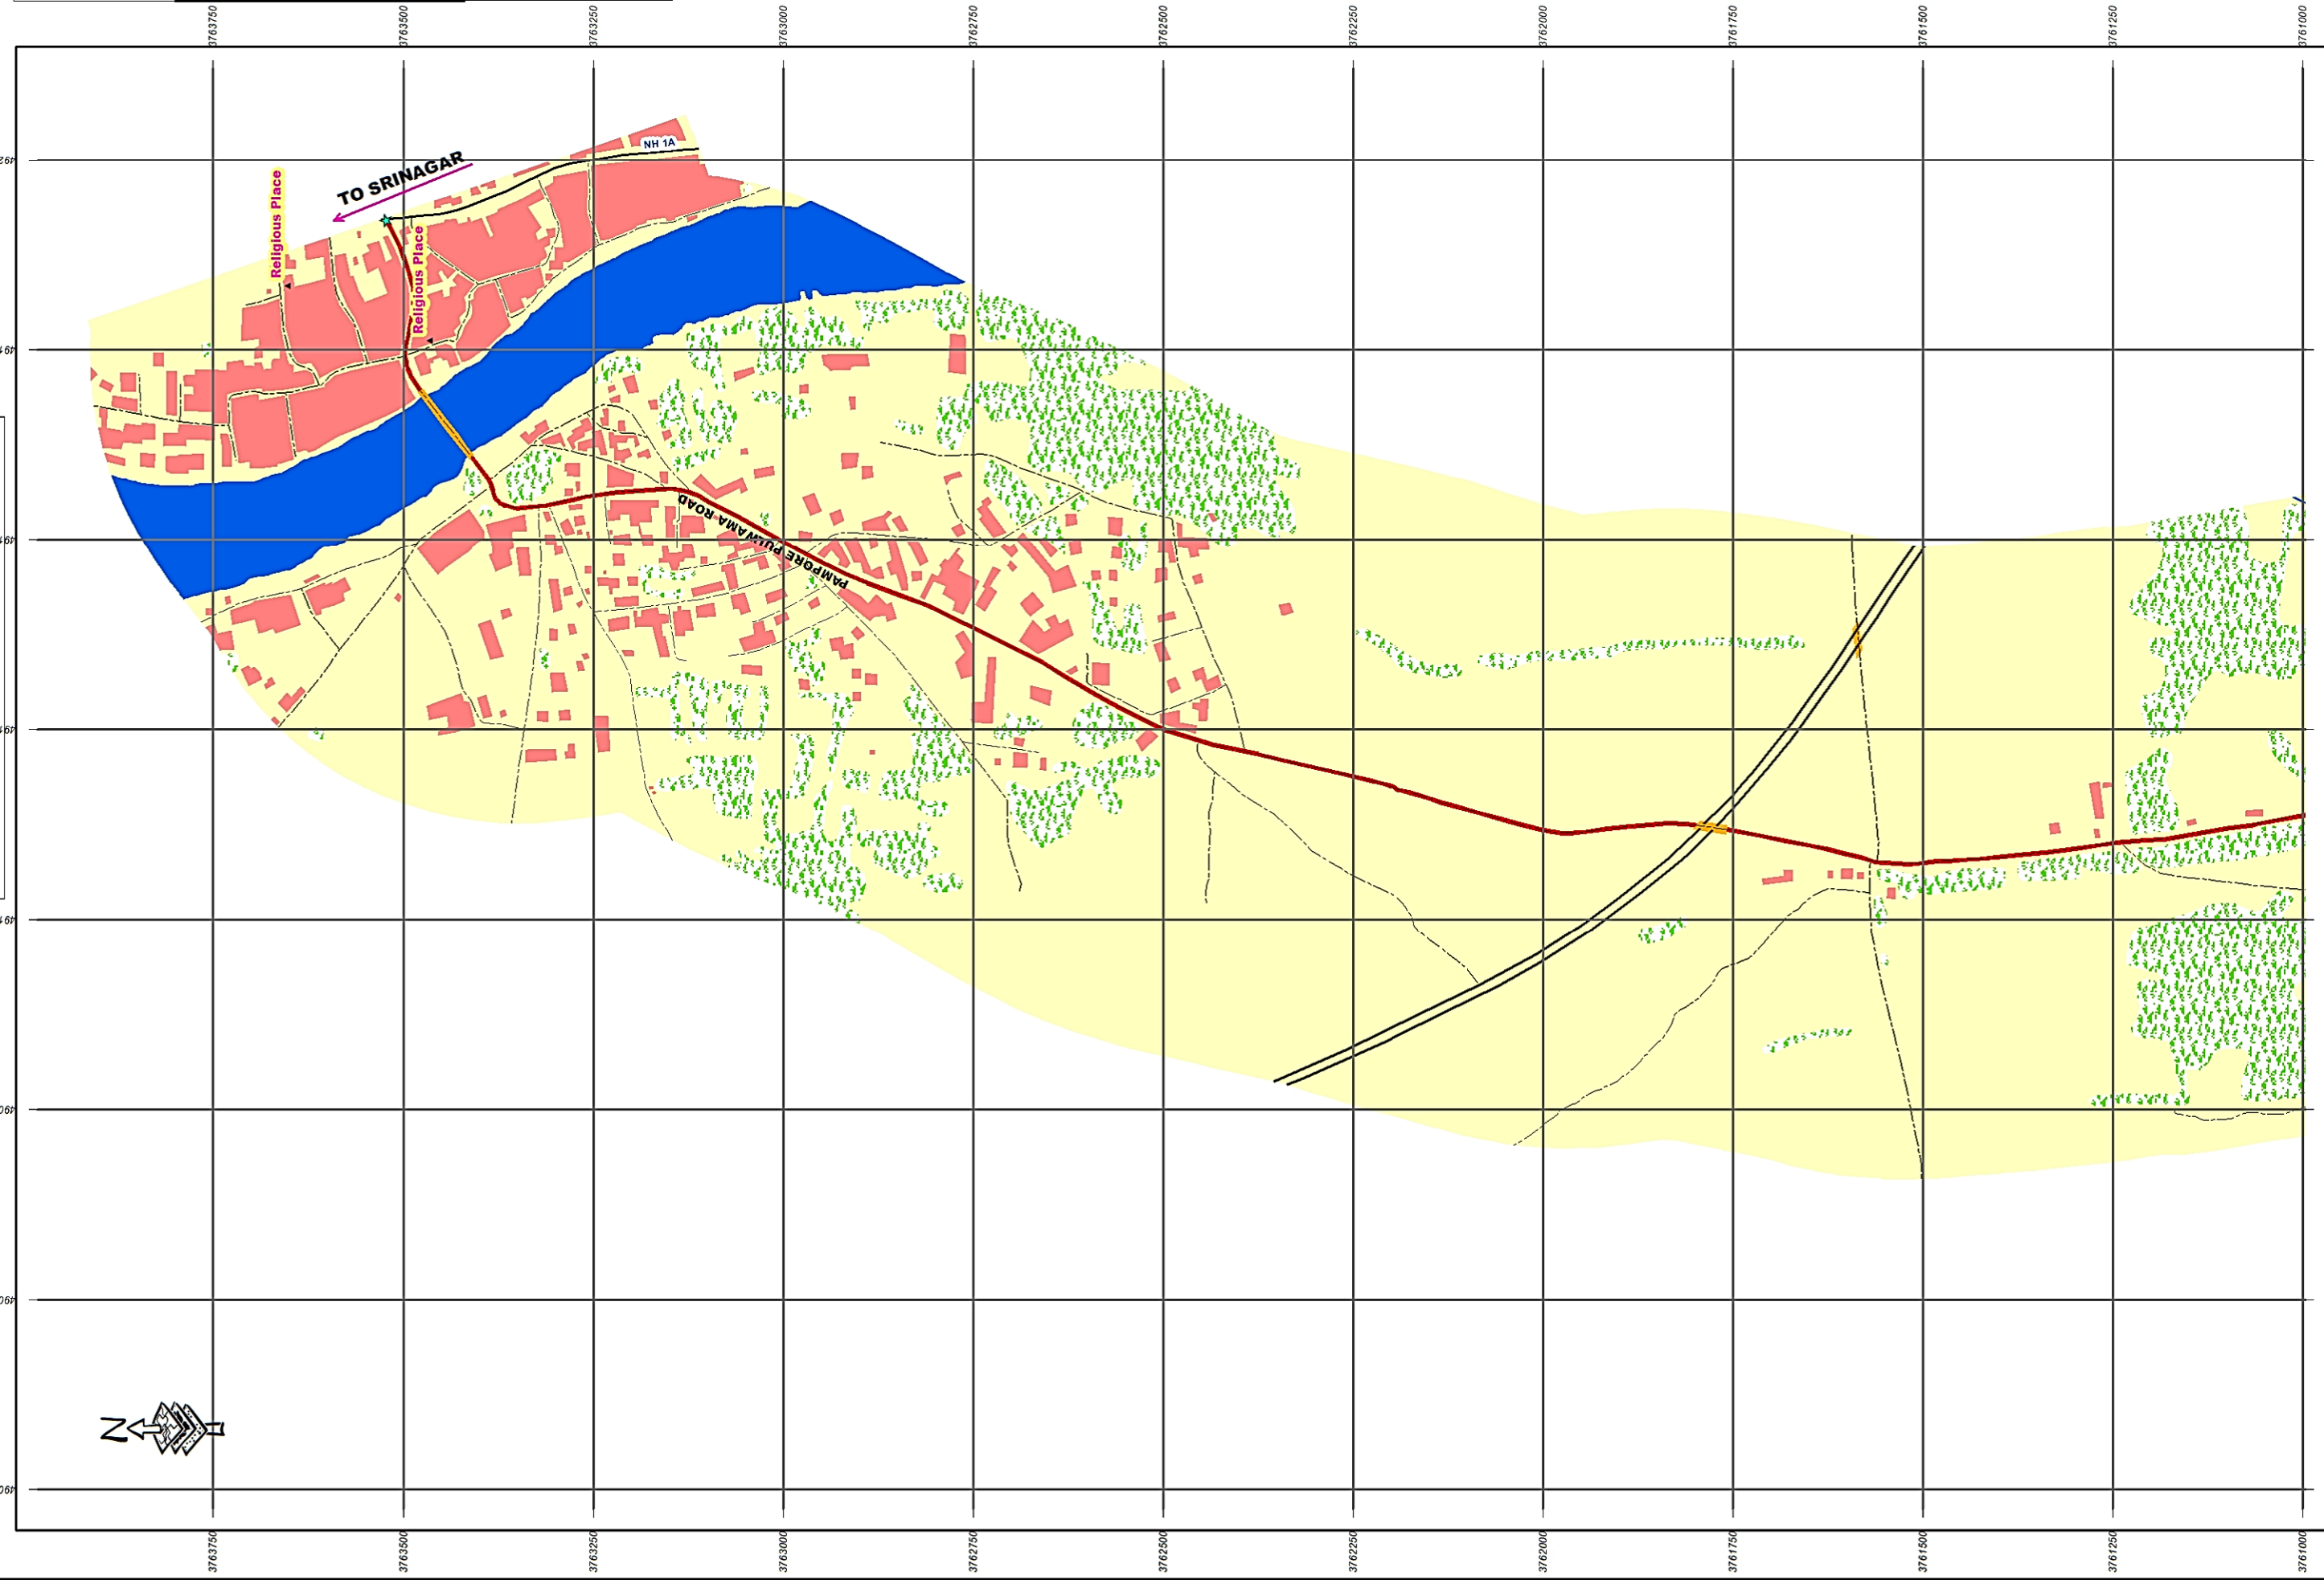 3763750 3763500 3763250 3763000 3762750 3762500 3762250 3762000 3761750 3761500 3761250 3761000
NH 1A
TO SRINAGAR
Religious Place
Religious Place
PAMPORE PULWAMA ROAD
N
3763750 3763500 3763250 3763000 3762750 3762500 3762250 3762000 3761750 3761500 3761250 3761000